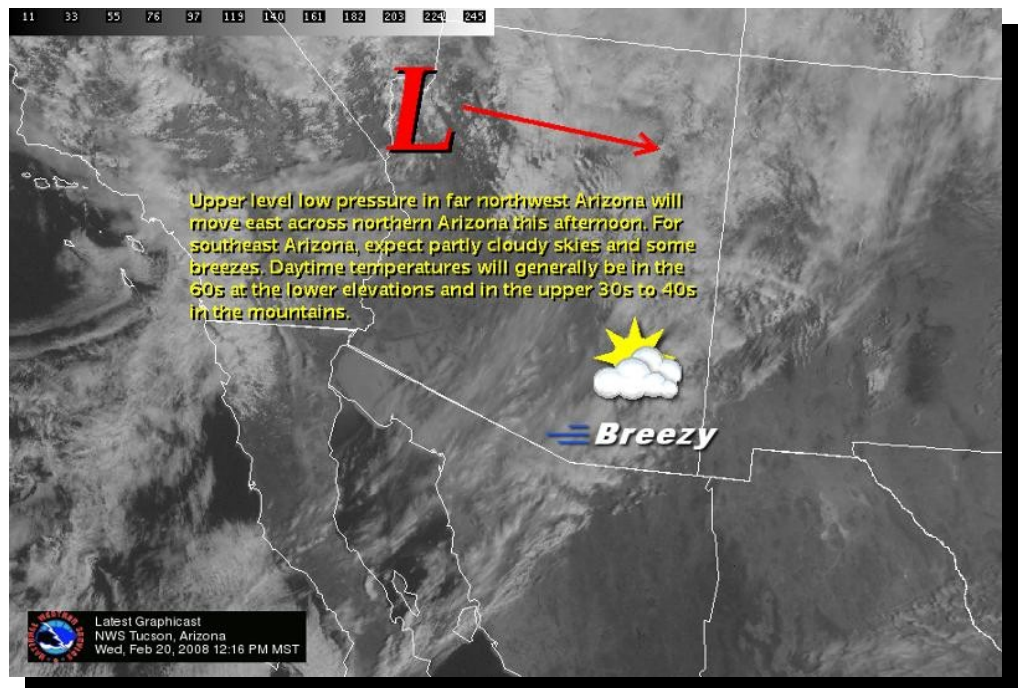 11 33 55 76 97 119 140 161 182 203 224 245
L
Upper level low pressure in far northwest Arizona will
move east across northern Arizona this afternoon. For
southeast Arizona, expect partly cloudy skies and some
breezes. Daytime temperatures will generally be in the
60s at the lower elevations and in the upper 30s to 40s
in the mountains.
Breezy
Latest Graphicast
NWS Tucson, Arizona
Wed, Feb 20, 2008 12:16 PM MST